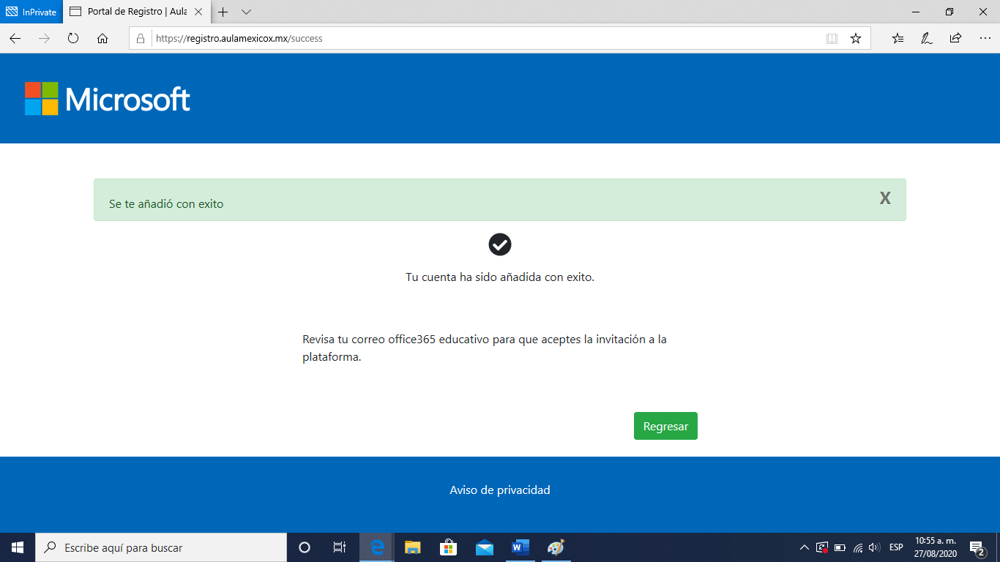 InPrivate
Portal de Registro | Aula
https://registro.aulamexicox.mx/success
Microsoft
Se te añadió con exito
X
Tu cuenta ha sido añadida con exito.
Revisa tu correo office365 educativo para que aceptes la invitación a la
plataforma.
Regresar
Aviso de privacidad
Escribe aquí para buscar
ESP
10:55 a. m.
27/08/2020
2